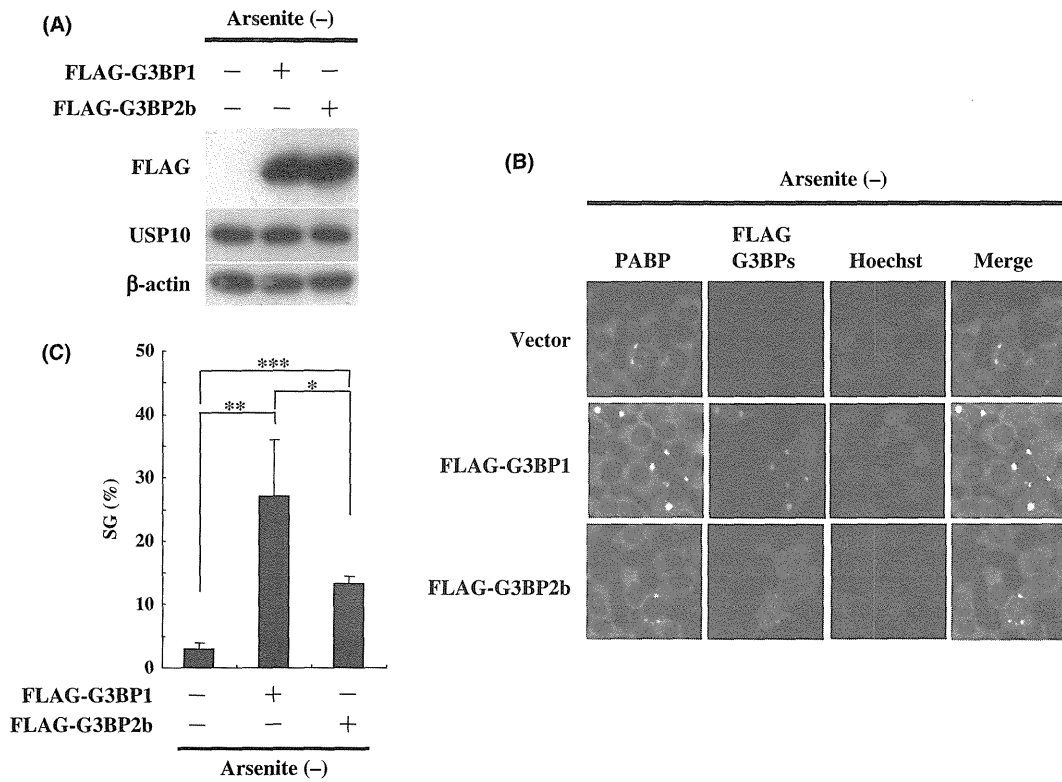 (A)
Arsenite (–)
FLAG-G3BP1 – + –
FLAG-G3BP2b – – +
FLAG
USP10
β-actin
(B)
Arsenite (–)
PABP FLAG G3BPs Hoechst Merge
Vector
FLAG-G3BP1
FLAG-G3BP2b
(C)
50
40
30
20
10
0
SG (%)
***
**
*
FLAG-G3BP1 – + –
FLAG-G3BP2b – – +
Arsenite (–)